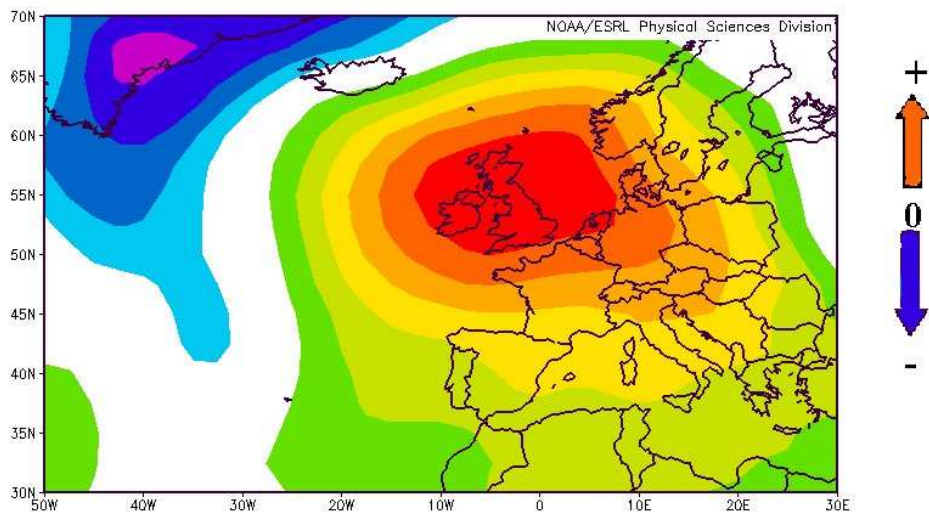 NOAA/ESRL Physical Sciences Division
70N
65N
60N
55N
50N
45N
40N
35N
30N
50W 40W 30W 20W 10W 0 10E 20E 30E
+
0
-